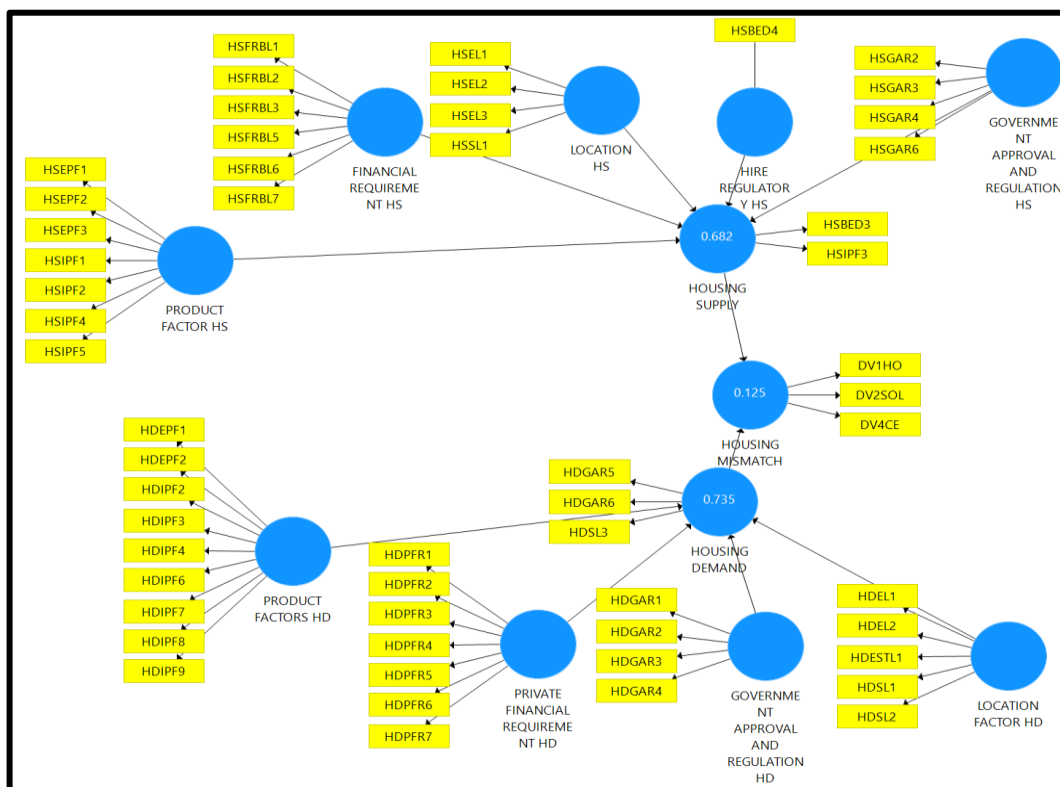 HSFRBL1
HSFRBL2
HSFRBL3
HSFRBL5
HSFRBL6
HSFRBL7
FINANCIAL
REQUIREME
NT HS
HSEL1
HSEL2
HSEL3
HSSL1
LOCATION
HS
HSBED4
HIRE
REGULATOR
Y HS
HSGAR2
HSGAR3
HSGAR4
HSGAR6
GOVERNME
NT
APPROVAL
AND
REGULATION
HS
HSEPF1
HSEPF2
HSEPF3
HSIPF1
HSIPF2
HSIPF4
HSIPF5
PRODUCT
FACTOR HS
0.682
HOUSING
SUPPLY
HSBED3
HSIPF3
0.125
HOUSING
MISMATCH
DV1HO
DV2SOL
DV4CE
HDEPF1
HDEPF2
HDIPF2
HDIPF3
HDIPF4
HDIPF6
HDIPF7
HDIPF8
HDIPF9
PRODUCT
FACTORS HD
HDGAR5
HDGAR6
HDSL3
0.735
HOUSING
DEMAND
HDPFR1
HDPFR2
HDPFR3
HDPFR4
HDPFR5
HDPFR6
HDPFR7
PRIVATE
FINANCIAL
REQUIREME
NT HD
HDGAR1
HDGAR2
HDGAR3
HDGAR4
GOVERNME
NT
APPROVAL
AND
REGULATION
HD
HDEL1
HDEL2
HDESTL1
HDSL1
HDSL2
LOCATION
FACTOR HD